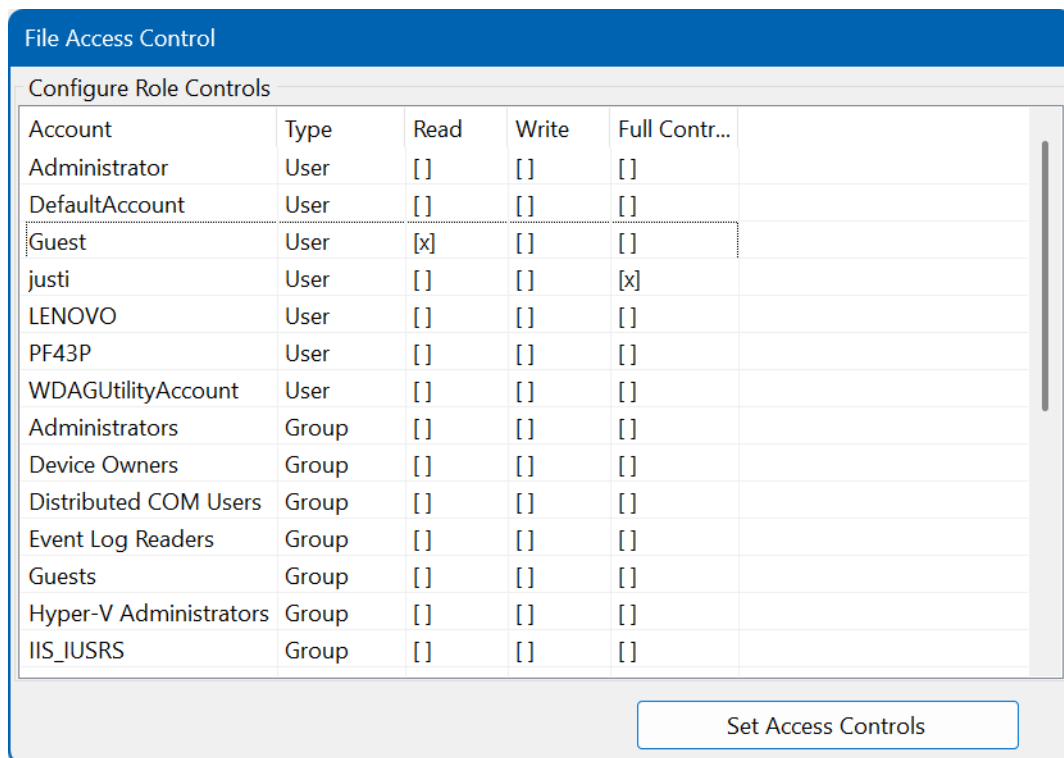 File Access Control
Configure Role Controls
Account Type Read Write Full Contr...
Administrator User [ ] [ ] [ ]
DefaultAccount User [ ] [ ] [ ]
Guest User [x] [ ] [ ]
justi User [ ] [ ] [x]
LENOVO User [ ] [ ] [ ]
PF43P User [ ] [ ] [ ]
WDAGUtilityAccount User [ ] [ ] [ ]
Administrators Group [ ] [ ] [ ]
Device Owners Group [ ] [ ] [ ]
Distributed COM Users Group [ ] [ ] [ ]
Event Log Readers Group [ ] [ ] [ ]
Guests Group [ ] [ ] [ ]
Hyper-V Administrators Group [ ] [ ] [ ]
IIS_IUSRS Group [ ] [ ] [ ]
Set Access Controls